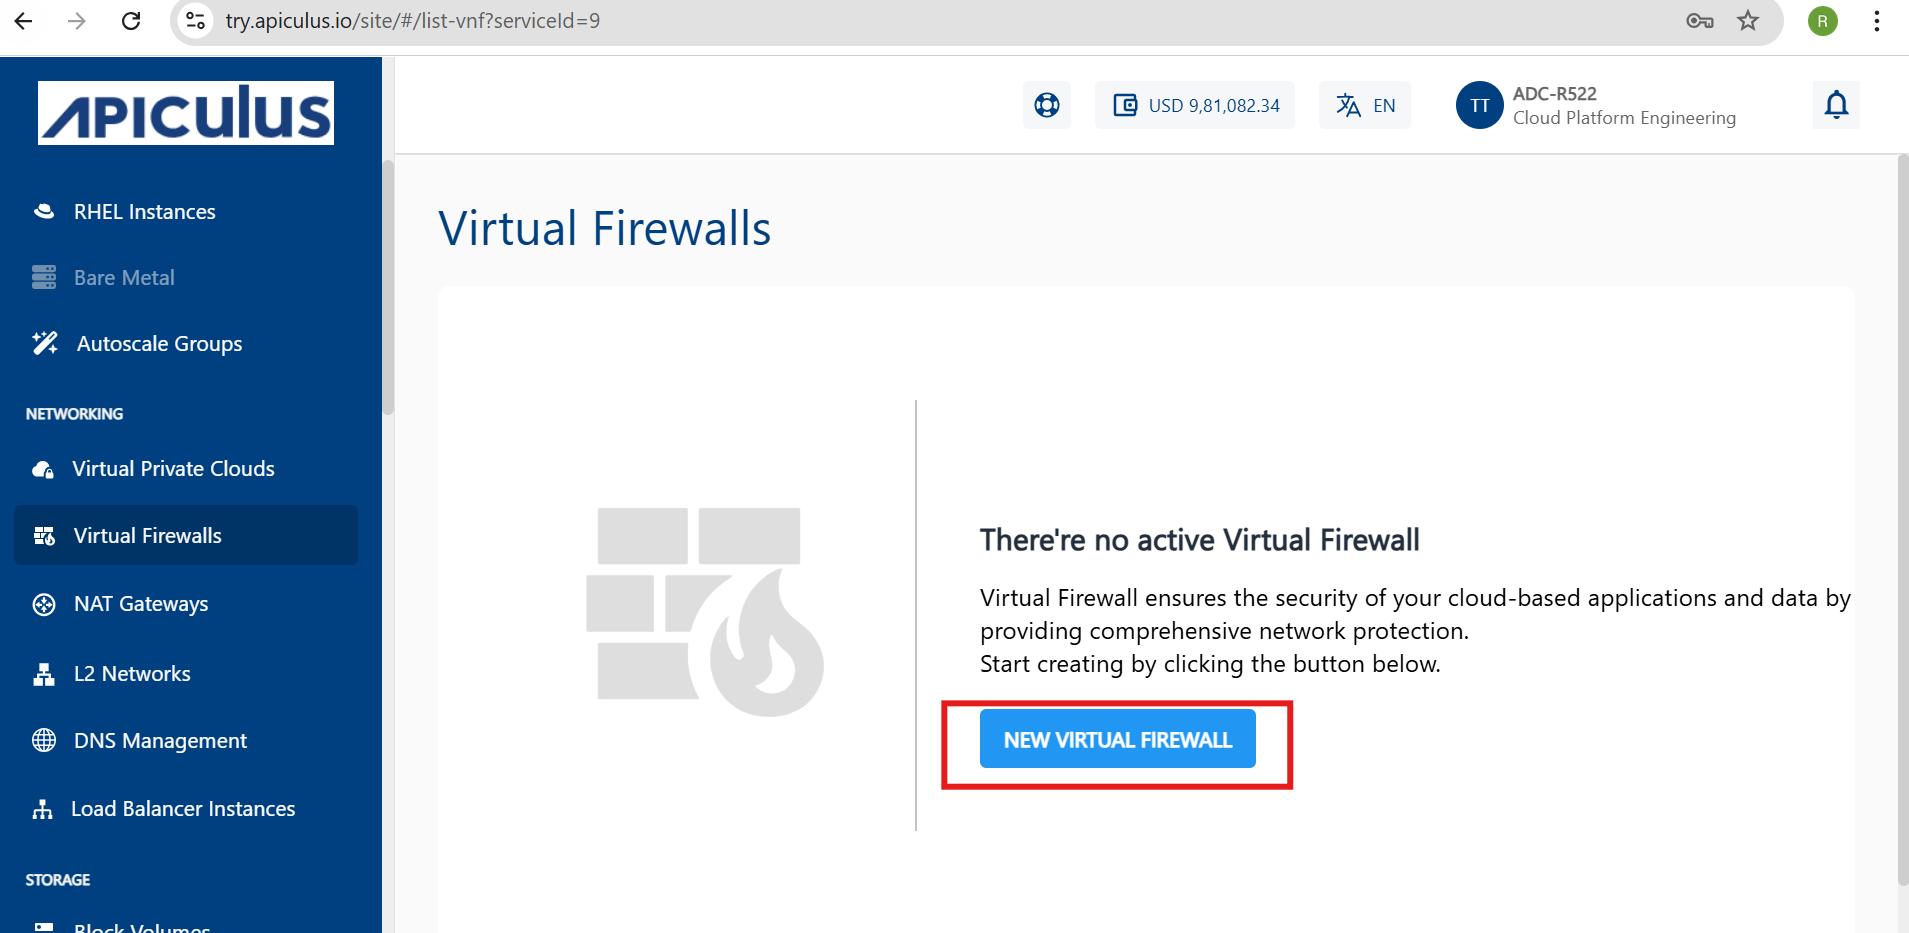 try.apiculus.io/site/#/list-vnf?serviceId=9
R
APICULUS
USD 9,81,082.34
EN
TT
ADC-R522
Cloud Platform Engineering
RHEL Instances
Bare Metal
Autoscale Groups
NETWORKING
Virtual Private Clouds
Virtual Firewalls
NAT Gateways
L2 Networks
DNS Management
Load Balancer Instances
STORAGE
Block Volumes
Virtual Firewalls
There're no active Virtual Firewall
Virtual Firewall ensures the security of your cloud-based applications and data by
providing comprehensive network protection.
Start creating by clicking the button below.
NEW VIRTUAL FIREWALL